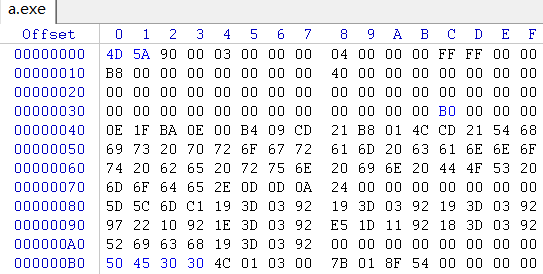 a.exe
Offset 0 1 2 3 4 5 6 7 8 9 A B C D E F
00000000 4D 5A 90 00 03 00 00 00 04 00 00 00 FF FF 00 00
00000010 B8 00 00 00 00 00 00 00 40 00 00 00 00 00 00 00
00000020 00 00 00 00 00 00 00 00 00 00 00 00 00 00 00 00
00000030 00 00 00 00 00 00 00 00 00 00 00 00 B0 00 00 00
00000040 0E 1F BA 0E 00 B4 09 CD 21 B8 01 4C CD 21 54 68
00000050 69 73 20 70 72 6F 67 72 61 6D 20 63 61 6E 6E 6F
00000060 74 20 62 65 20 72 75 6E 20 69 6E 20 44 4F 53 20
00000070 6D 6F 64 65 2E 0D 0D 0A 24 00 00 00 00 00 00 00
00000080 5D 5C 6D C1 19 3D 03 92 19 3D 03 92 19 3D 03 92
00000090 97 22 10 92 1E 3D 03 92 E5 1D 11 92 18 3D 03 92
000000A0 52 69 63 68 19 3D 03 92 00 00 00 00 00 00 00 00
000000B0 50 45 30 30 4C 01 03 00 7B 01 8F 54 00 00 00 00